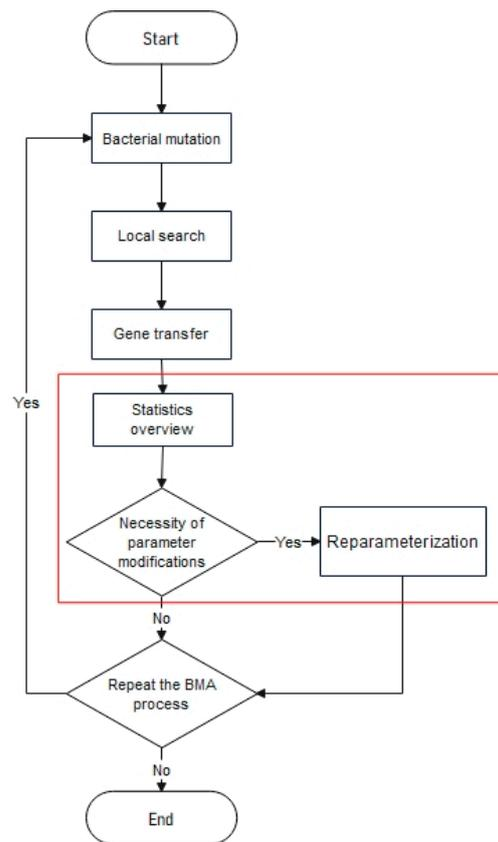 Start
Bacterial mutation
Local search
Gene transfer
Yes
Statistics
overview
Necessity of
parameter
modifications
Yes
Reparameterization
No
Repeat the BMA
process
No
End